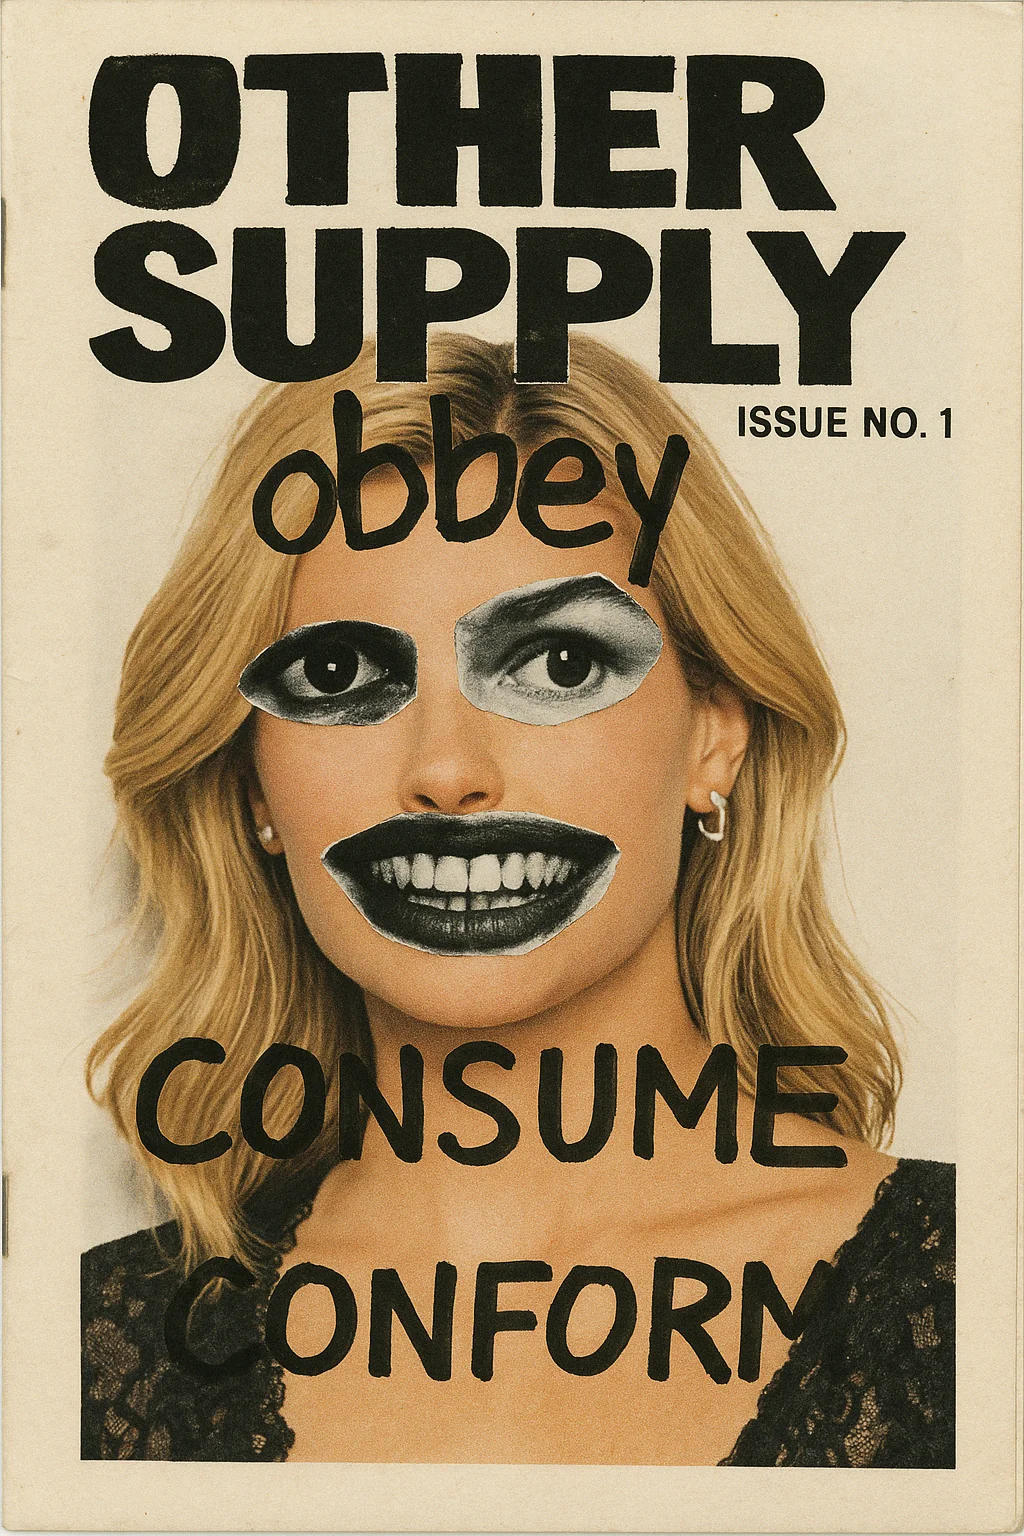 OTHER
SUPPLY
ISSUE NO. 1
obbey
CONSUME
CONFORM